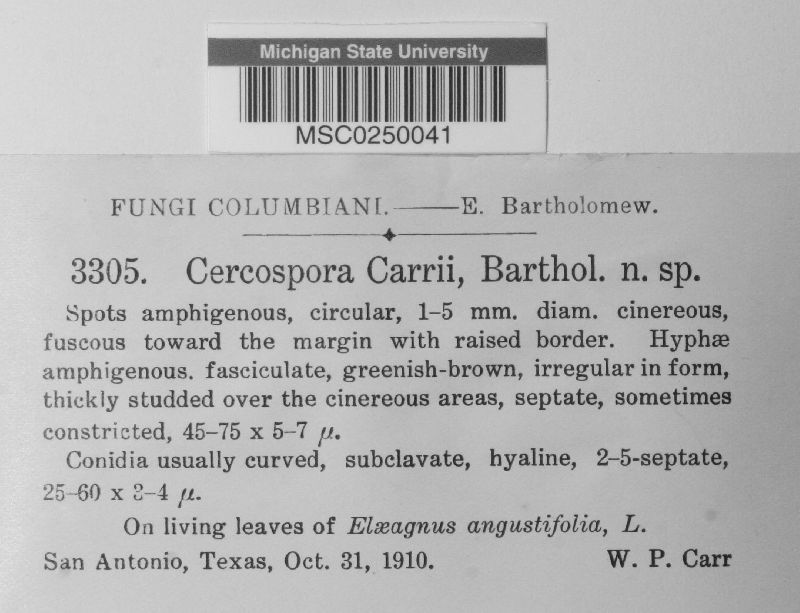 Michigan State University
MSC0250041
FUNGI COLUMBIANI.——E. Bartholomew.
3305. Cercospora Carrii, Barthol. n. sp.
Spots amphigenous, circular, 1–5 mm. diam. cinereous,
fuscous toward the margin with raised border. Hyphæ
amphigenous. fasciculate, greenish-brown, irregular in form,
thickly studded over the cinereous areas, septate, sometimes
constricted, 45–75 x 5–7 μ.
Conidia usually curved, subclavate, hyaline, 2–5-septate,
25–60 x 3–4 μ.
On living leaves of Elæagnus angustifolia, L.
San Antonio, Texas, Oct. 31, 1910. W. P. Carr